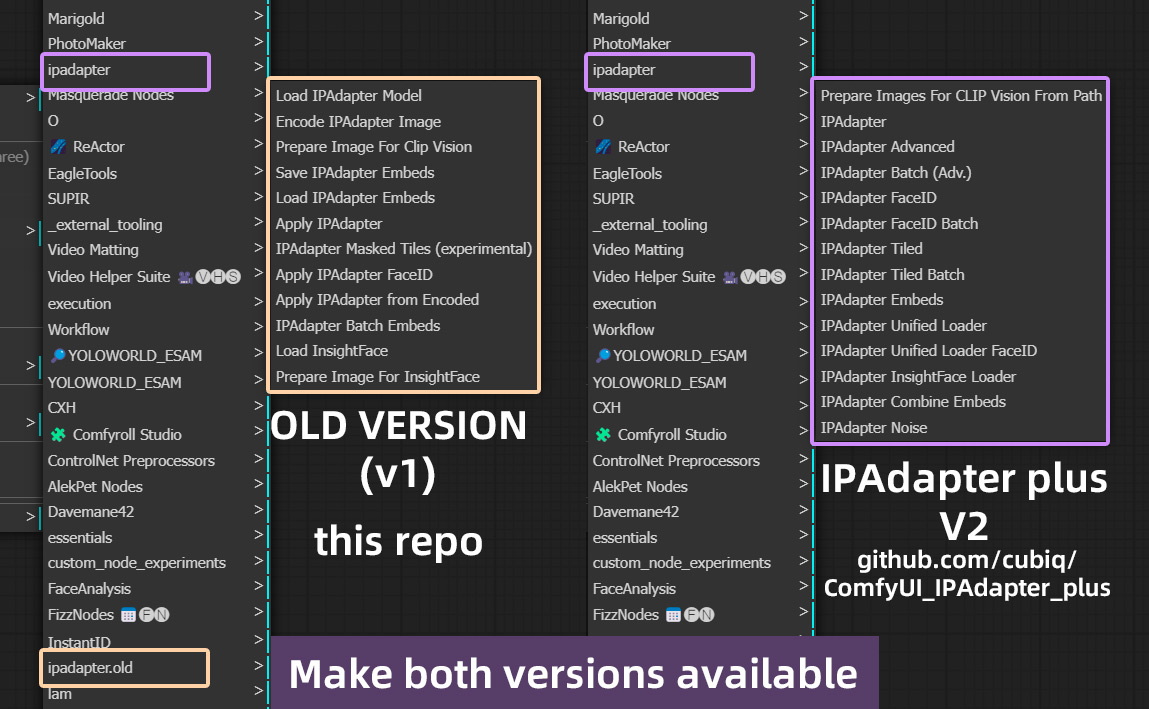 Marigold
PhotoMaker
ipadapter
Masquerade Nodes
O
ReActor
EagleTools
SUPIR
_external_tooling
Video Matting
Video Helper Suite 🎥🅥🅗🅢
execution
Workflow
🔎YOLOWORLD_ESAM
YOLOWORLD_ESAM
CXH
🧩 Comfyroll Studio
ControlNet Preprocessors
AlekPet Nodes
Davemane42
essentials
custom_node_experiments
FaceAnalysis
FizzNodes 📅🅕🅝
InstantID
ipadapter.old
lam
Load IPAdapter Model
Encode IPAdapter Image
Prepare Image For Clip Vision
Save IPAdapter Embeds
Load IPAdapter Embeds
Apply IPAdapter
IPAdapter Masked Tiles (experimental)
Apply IPAdapter FaceID
Apply IPAdapter from Encoded
IPAdapter Batch Embeds
Load InsightFace
Prepare Image For InsightFace
OLD VERSION
(v1)
this repo
Marigold
PhotoMaker
ipadapter
Masquerade Nodes
O
ReActor
EagleTools
SUPIR
_external_tooling
Video Matting
Video Helper Suite 🎥🅥🅗🅢
execution
Workflow
🔎YOLOWORLD_ESAM
YOLOWORLD_ESAM
CXH
🧩 Comfyroll Studio
ControlNet Preprocessors
AlekPet Nodes
Davemane42
essentials
custom_node_experiments
FaceAnalysis
FizzNodes 📅🅕🅝
Prepare Images For CLIP Vision From Path
IPAdapter
IPAdapter Advanced
IPAdapter Batch (Adv.)
IPAdapter FaceID
IPAdapter FaceID Batch
IPAdapter Tiled
IPAdapter Tiled Batch
IPAdapter Embeds
IPAdapter Unified Loader
IPAdapter Unified Loader FaceID
IPAdapter InsightFace Loader
IPAdapter Combine Embeds
IPAdapter Noise
IPAdapter plus
V2
github.com/cubiq/
ComfyUI_IPAdapter_plus
Make both versions available